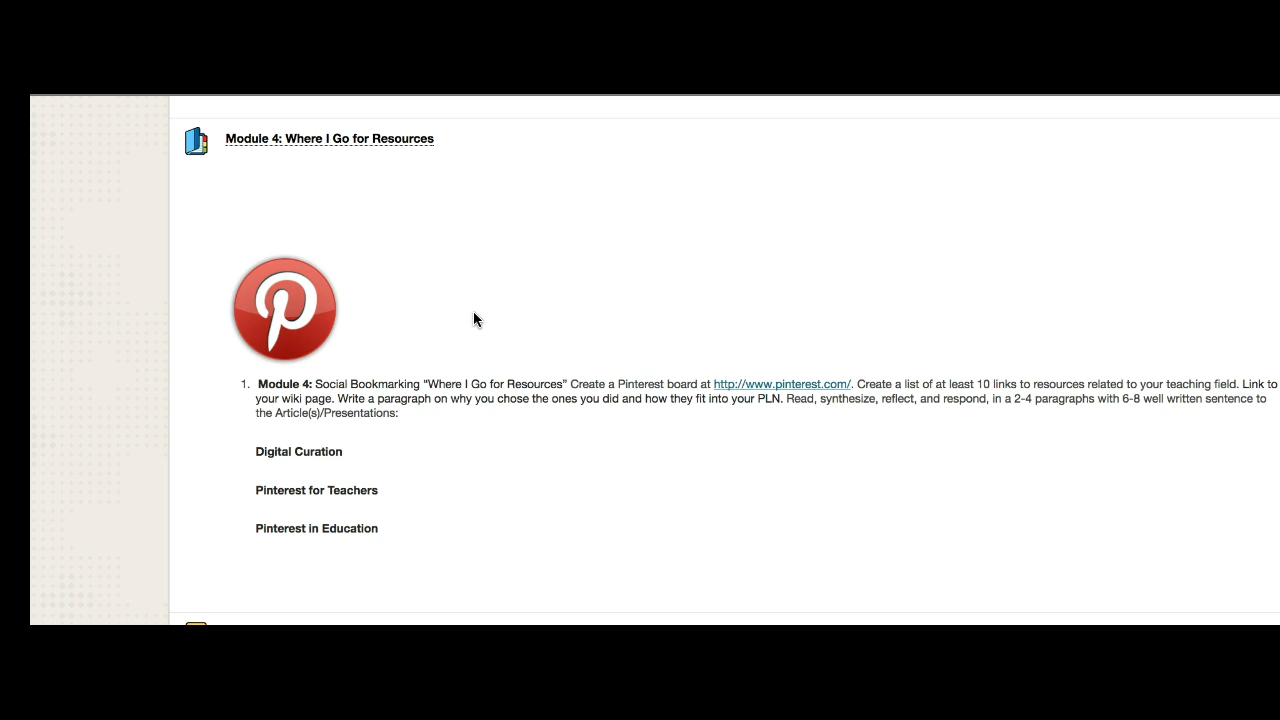 Module 4: Where I Go for Resources
1. Module 4: Social Bookmarking “Where I Go for Resources” Create a Pinterest board at http://www.pinterest.com/. Create a list of at least 10 links to resources related to your teaching field. Link to
your wiki page. Write a paragraph on why you chose the ones you did and how they fit into your PLN. Read, synthesize, reflect, and respond, in a 2-4 paragraphs with 6-8 well written sentence to
the Article(s)/Presentations:
Digital Curation
Pinterest for Teachers
Pinterest in Education